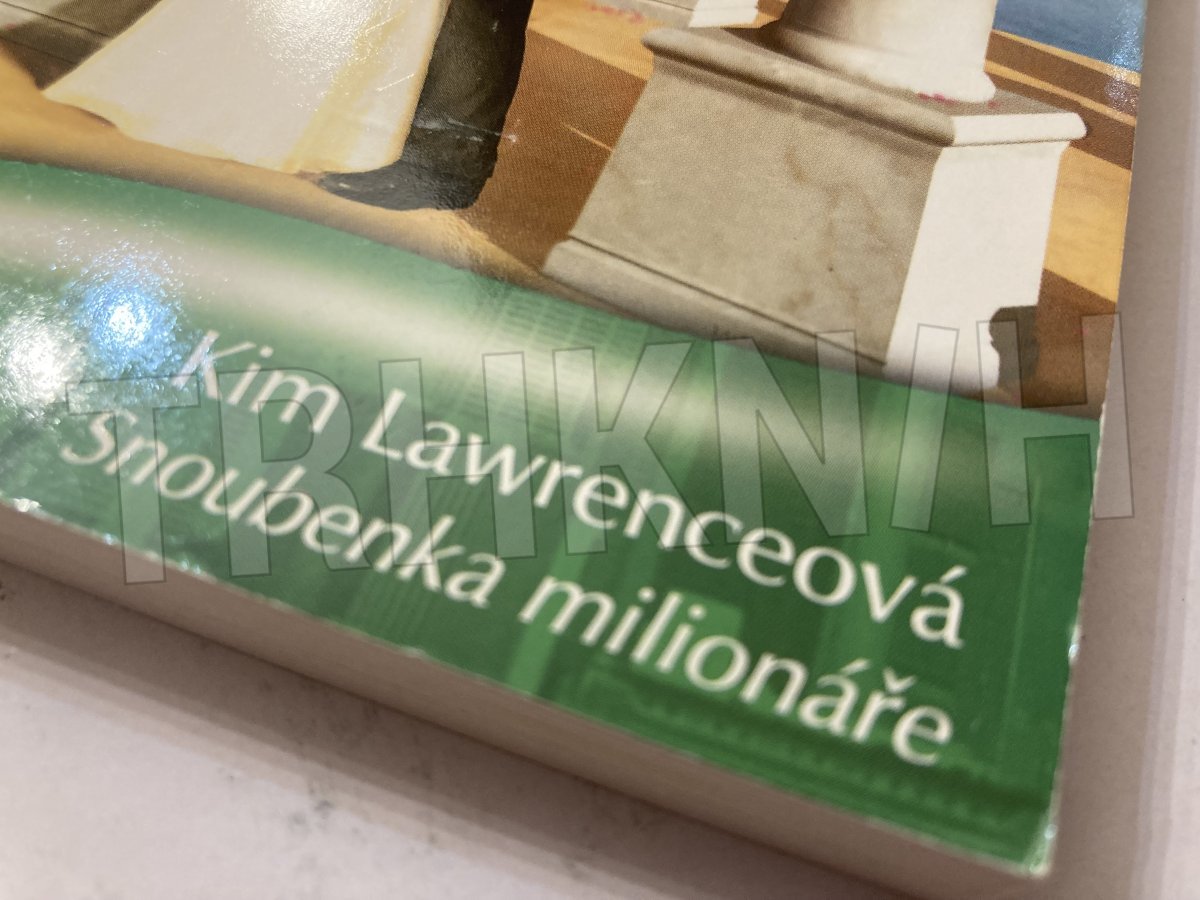 Kim Lawrenceová
Snoubenka milionáře
TRHKNIH